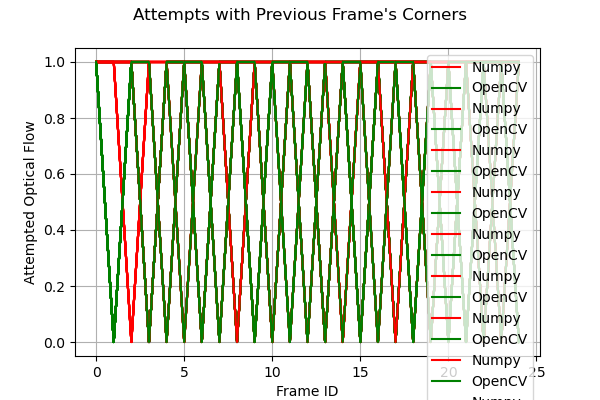 Attempts with Previous Frame's Corners
Attempted Optical Flow
1.0
0.8
0.6
0.4
0.2
0.0
0 5 10 15 20 25
Frame ID
Numpy
OpenCV
Numpy
OpenCV
Numpy
OpenCV
Numpy
OpenCV
Numpy
OpenCV
Numpy
OpenCV
Numpy
OpenCV
Numpy
OpenCV